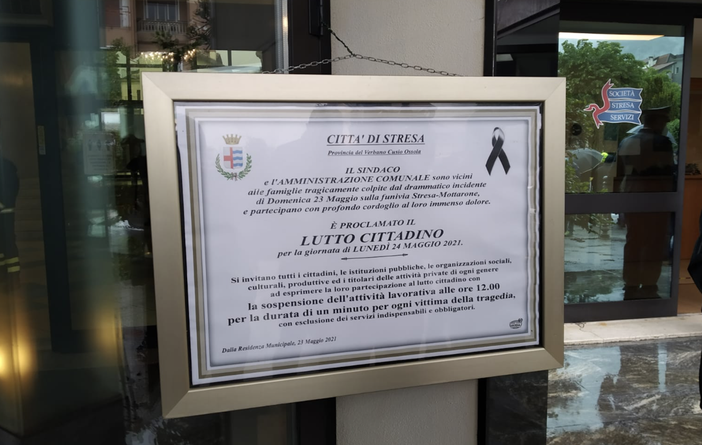 CITTA' DI STRESA
Provincia del Verbano Cusio Ossola
IL SINDACO
e l'AMMINISTRAZIONE COMUNALE sono vicini
alle famiglie tragicamente colpite dal drammatico incidente
di Domenica 23 Maggio sulla funivia Stresa-Mottarone,
e partecipano con profondo cordoglio al loro immenso dolore.
È PROCLAMATO IL
LUTTO CITTADINO
per la giornata di LUNEDÌ 24 MAGGIO 2021.
Si invitano tutti i cittadini, le istituzioni pubbliche, le organizzazioni sociali,
culturali, produttive ed i titolari delle attività private di ogni genere
ad esprimere la loro partecipazione al lutto cittadino con
la sospensione dell'attività lavorativa alle ore 12.00
per la durata di un minuto per ogni vittima della tragedia,
con esclusione dei servizi indispensabili e obbligatori.
Dalla Residenza Municipale, 23 Maggio 2021
SOCIETÀ
STRESA
SERVIZI